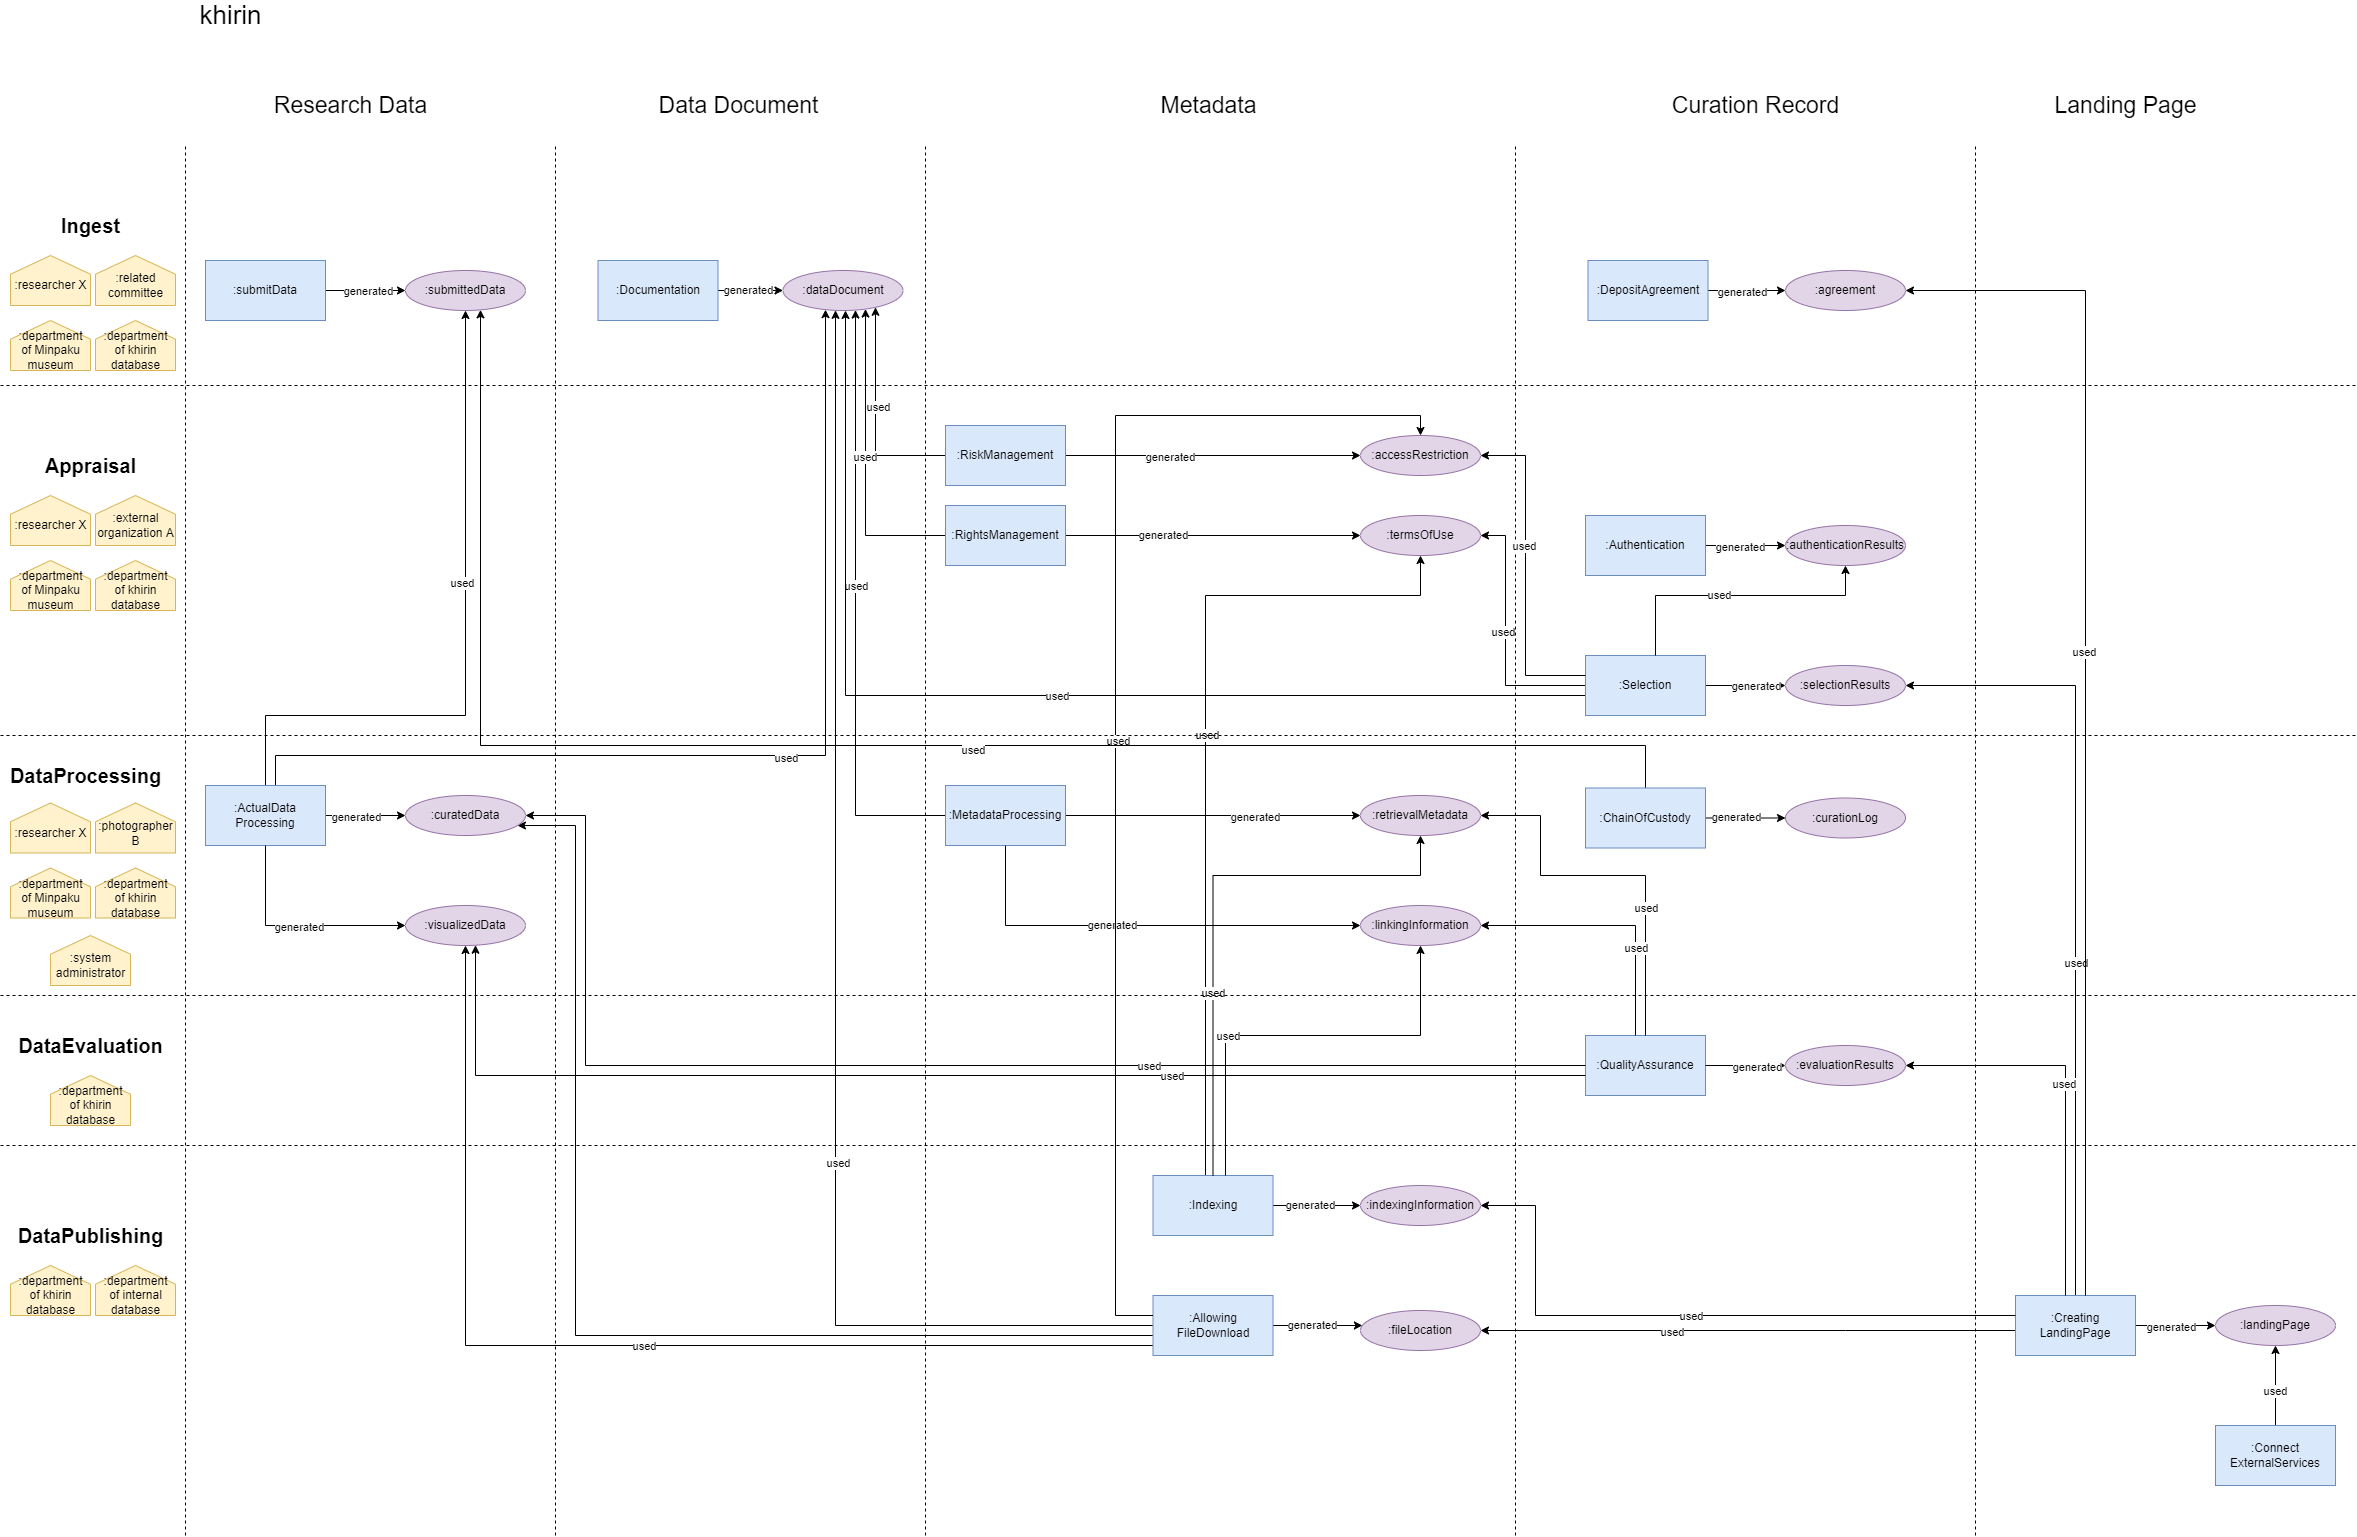 khirin
Research Data
Data Document
Metadata
Curation Record
Landing Page
Ingest
:researcher X
:related
committee
:department
of Minpaku
museum
:department
of khirin
database
:submitData
generated
:submittedData
:Documentation
generated
:dataDocument
:DepositAgreement
generated
:agreement
used
Appraisal
:researcher X
:external
organization A
:department
of Minpaku
museum
:department
of khirin
database
used
:RiskManagement
generated
:accessRestriction
used
:RightsManagement
generated
:termsOfUse
used
:Authentication
generated
:authenticationResults
used
used
used
used
used
used
:Selection
generated
:selectionResults
used
used
used
used
used
DataProcessing
:researcher X
:photographer
B
:department
of Minpaku
museum
:department
of khirin
database
:system
administrator
:ActualData
Processing
generated
:curatedData
generated
:visualizedData
:MetadataProcessing
generated
:retrievalMetadata
generated
:linkingInformation
:ChainOfCustody
generated
:curationLog
used
used
used
used
DataEvaluation
:department
of khirin
database
used
used
used
:QualityAssurance
generated
:evaluationResults
used
DataPublishing
:department
of khirin
database
:department
of internal
database
used
:Indexing
generated
:indexingInformation
:Allowing
FileDownload
generated
:fileLocation
used
used
used
:Creating
LandingPage
generated
:landingPage
used
:Connect
ExternalServices